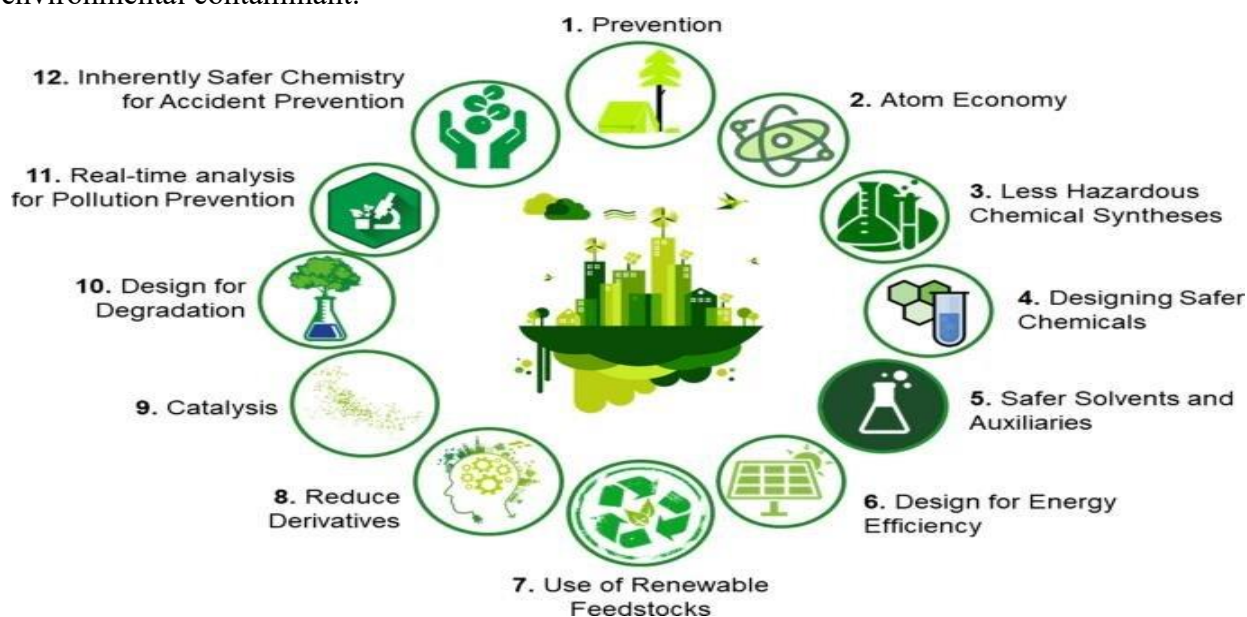 environmental contaminant.
1. Prevention
2. Atom Economy
3. Less Hazardous
Chemical Syntheses
4. Designing Safer
Chemicals
5. Safer Solvents and
Auxiliaries
6. Design for Energy
Efficiency
7. Use of Renewable
Feedstocks
8. Reduce
Derivatives
9. Catalysis
10. Design for
Degradation
11. Real-time analysis
for Pollution Prevention
12. Inherently Safer Chemistry
for Accident Prevention